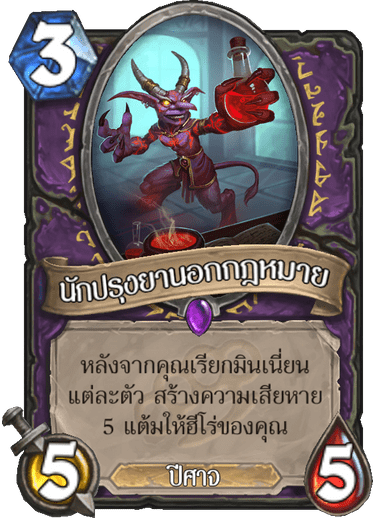 3
นักปรุงยานอกกฎหมาย
หลังจากคุณเรียกมินเนี่ยน
แต่ละตัว สร้างความเสียหาย
5 แต้มให้ฮีโร่ของคุณ
5
ปีศาจ
5